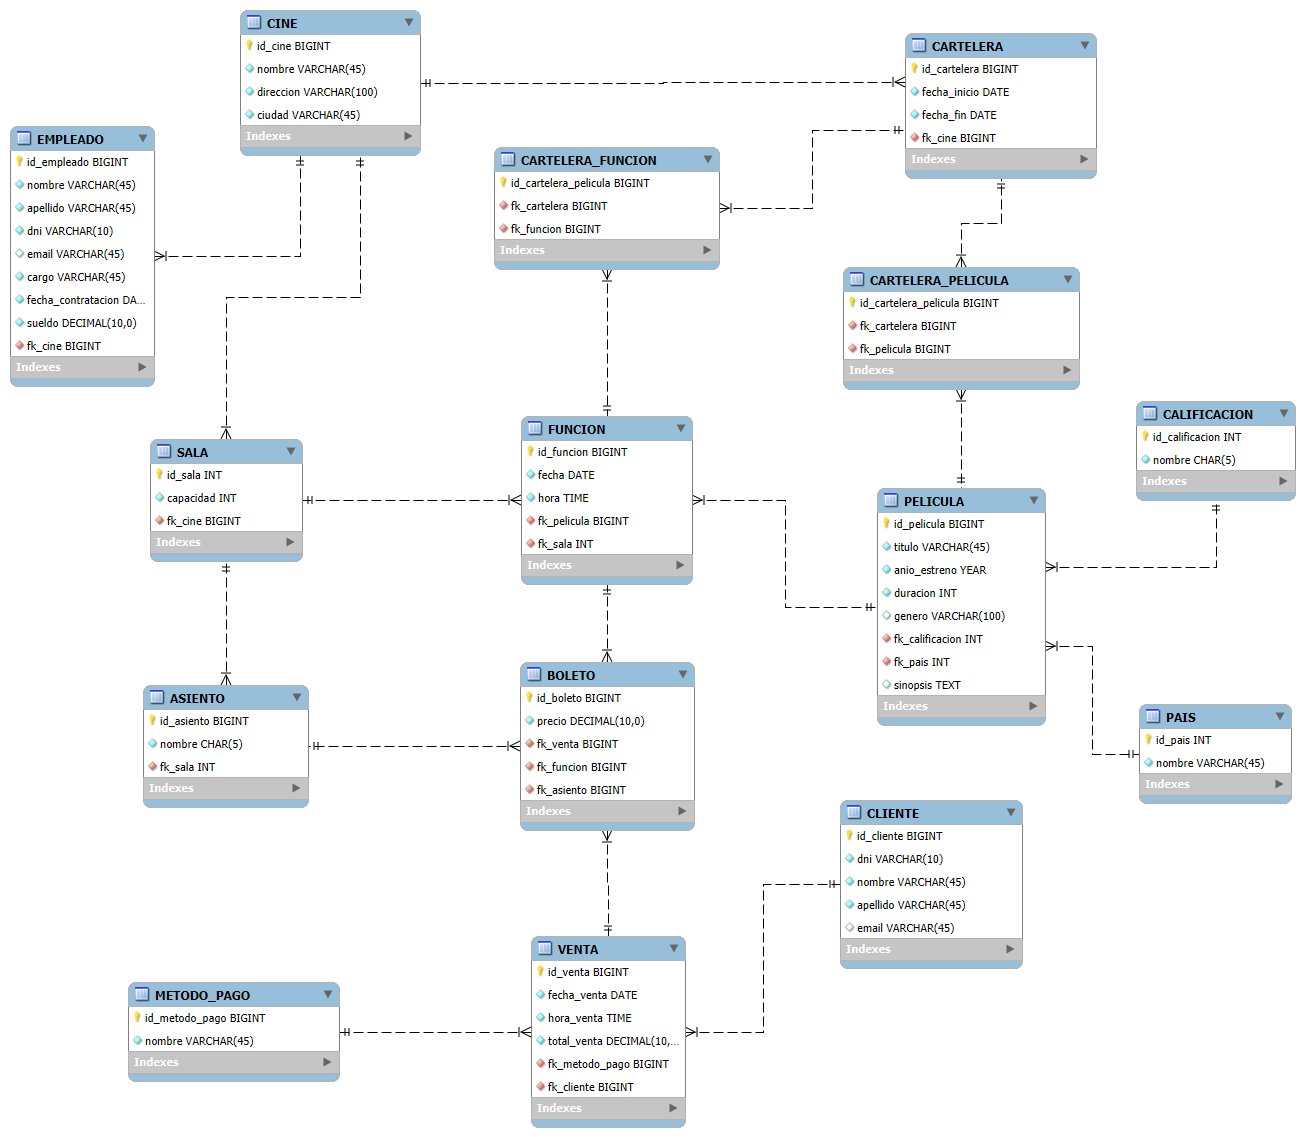 CINE
id_cine BIGINT
nombre VARCHAR(45)
direccion VARCHAR(100)
ciudad VARCHAR(45)
Indexes
CARTELERA
id_cartelera BIGINT
fecha_inicio DATE
fecha_fin DATE
fk_cine BIGINT
Indexes
EMPLEADO
id_empleado BIGINT
nombre VARCHAR(45)
apellido VARCHAR(45)
dni VARCHAR(10)
email VARCHAR(45)
cargo VARCHAR(45)
fecha_contratacion DA...
sueldo DECIMAL(10,0)
fk_cine BIGINT
Indexes
CARTELERA_FUNCION
id_cartelera_pelicula BIGINT
fk_cartelera BIGINT
fk_funcion BIGINT
Indexes
CARTELERA_PELICULA
id_cartelera_pelicula BIGINT
fk_cartelera BIGINT
fk_pelicula BIGINT
Indexes
CALIFICACION
id_calificacion INT
nombre CHAR(5)
Indexes
SALA
id_sala INT
capacidad INT
fk_cine BIGINT
Indexes
FUNCION
id_funcion BIGINT
fecha DATE
hora TIME
fk_pelicula BIGINT
fk_sala INT
Indexes
PELICULA
id_pelicula BIGINT
titulo VARCHAR(45)
anio_estreno YEAR
duracion INT
genero VARCHAR(100)
fk_calificacion INT
fk_pais INT
sinopsis TEXT
Indexes
ASIENTO
id_asiento BIGINT
nombre CHAR(5)
fk_sala INT
Indexes
BOLETO
id_boleto BIGINT
precio DECIMAL(10,0)
fk_venta BIGINT
fk_funcion BIGINT
fk_asiento BIGINT
Indexes
PAIS
id_pais INT
nombre VARCHAR(45)
Indexes
CLIENTE
id_cliente BIGINT
dni VARCHAR(10)
nombre VARCHAR(45)
apellido VARCHAR(45)
email VARCHAR(45)
Indexes
METODO_PAGO
id_metodo_pago BIGINT
nombre VARCHAR(45)
Indexes
VENTA
id_venta BIGINT
fecha_venta DATE
hora_venta TIME
total_venta DECIMAL(10,...
fk_metodo_pago BIGINT
fk_cliente BIGINT
Indexes